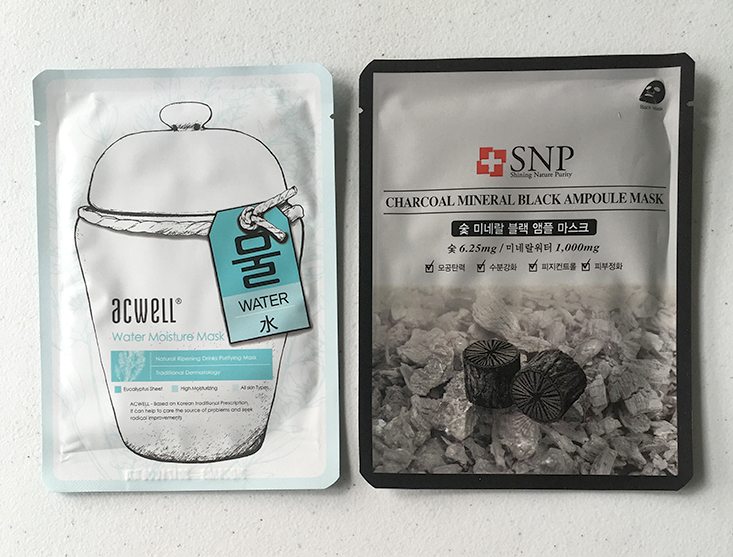 물
WATER
水
acwell®
Water Moisture Mask
Natural Ripening Drinks Purifying Mask
Traditional Dermatology
Eucalyptus Sheet High Moisturizing All skin Types
ACWELL - Based on Korean Traditional Prescription,
it can help to care the source of problems and seek
radical improvements
Black Mask
SNP
Shining Nature Purity
CHARCOAL MINERAL BLACK AMPOULE MASK
숯 미네랄 블랙 앰플 마스크
숯 6.25mg / 미네랄워터 1,000mg
모공탄력 수분강화 피지컨트롤 피부정화